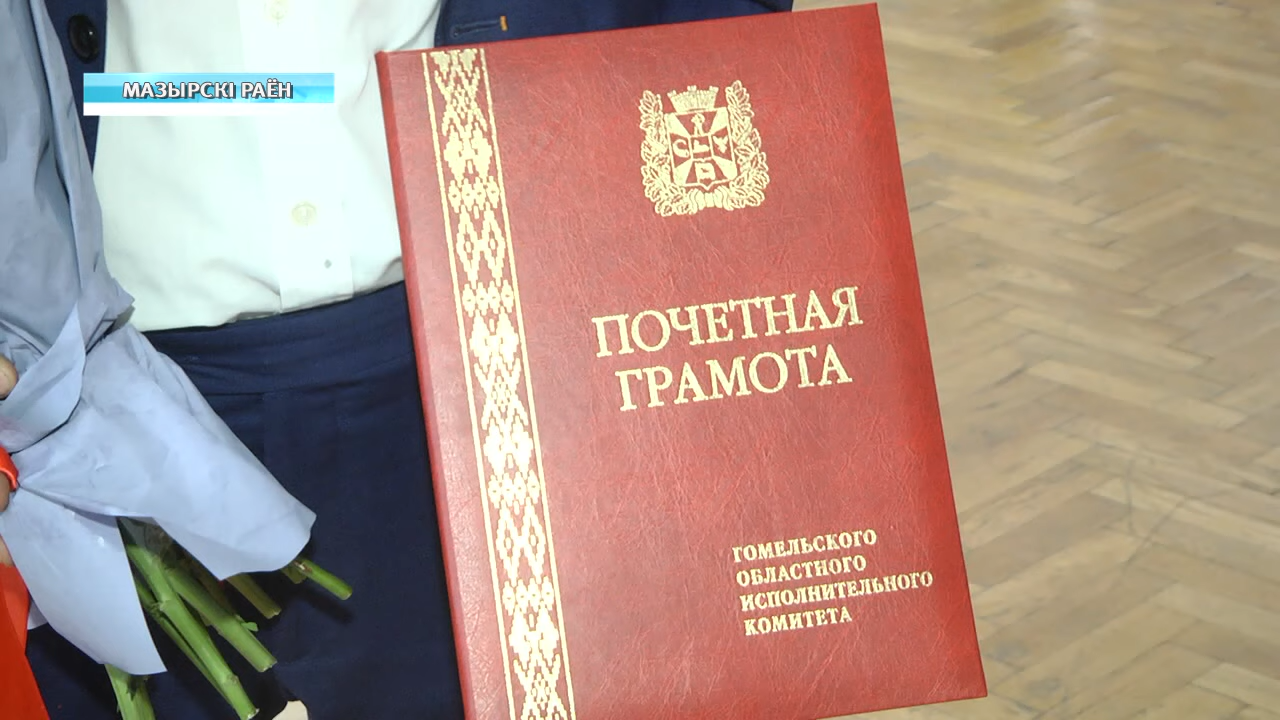 МАЗЫРСКІ РАЁН
ПОЧЕТНАЯ
ГРАМОТА
ГОМЕЛЬСКОГО
ОБЛАСТНОГО
ИСПОЛНИТЕЛЬНОГО
КОМИТЕТА